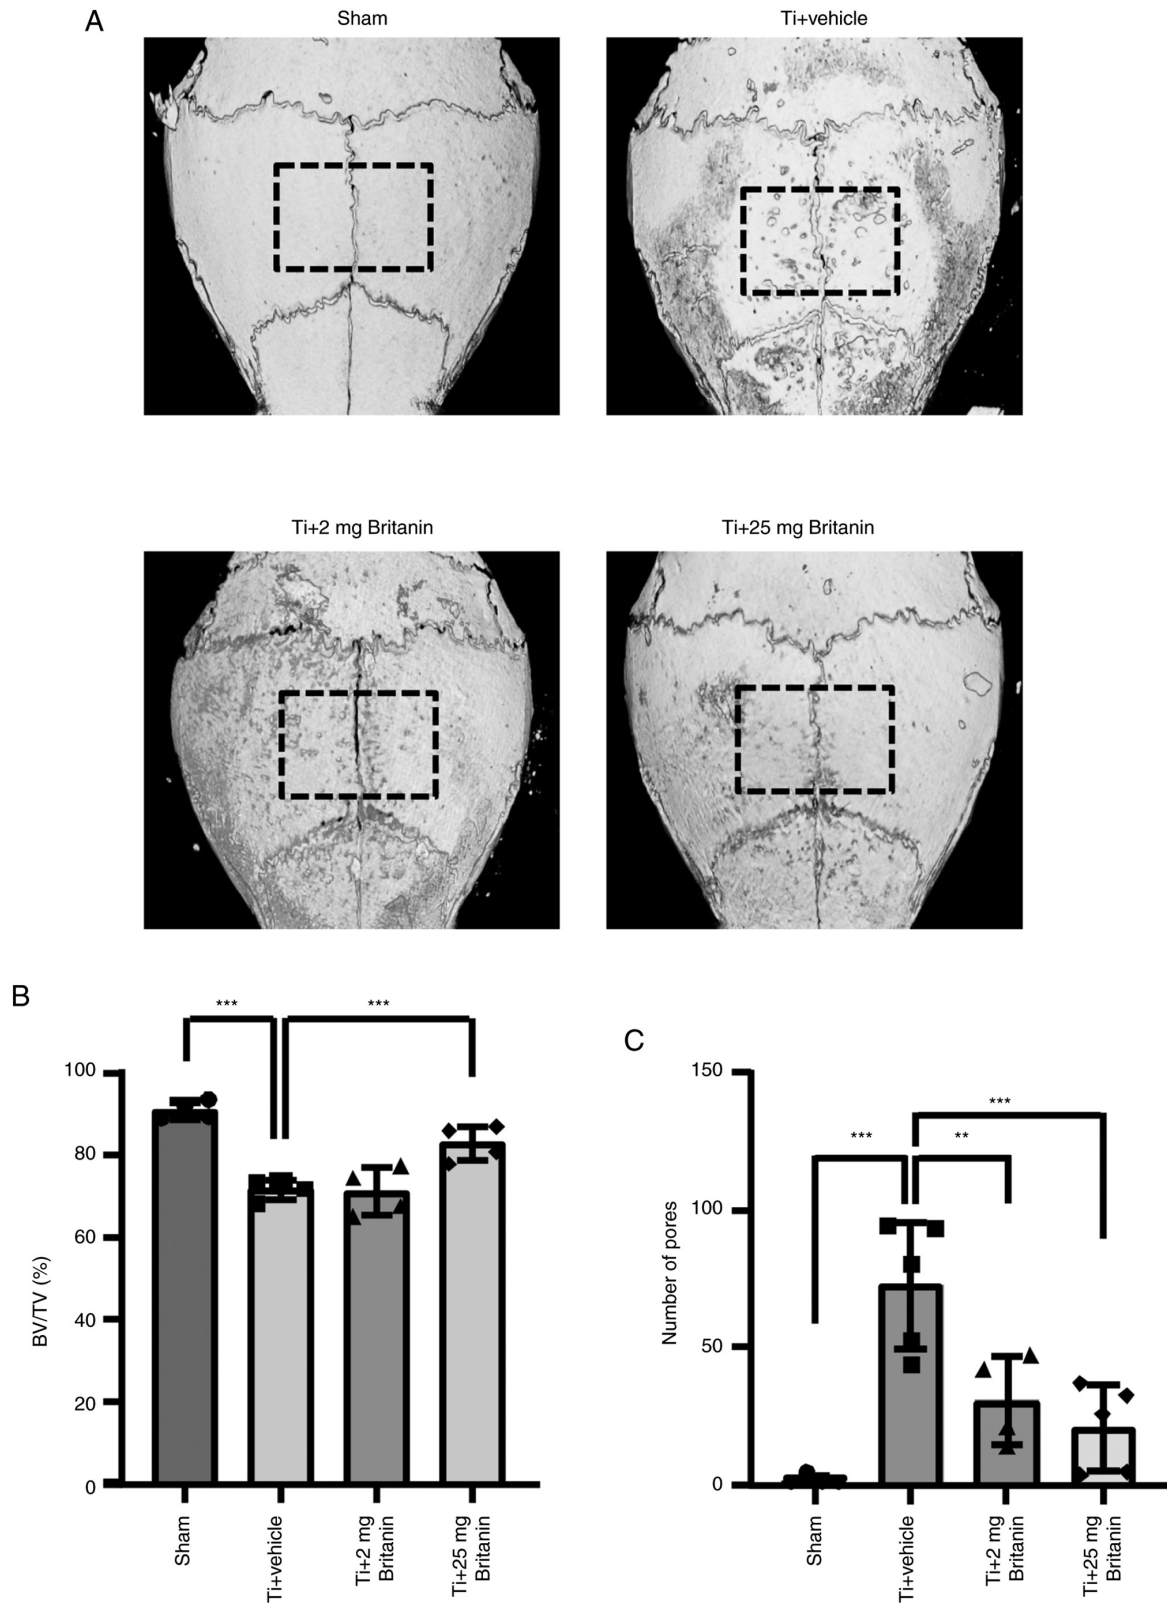 A
Sham
Ti+vehicle
Ti+2 mg Britanin
Ti+25 mg Britanin
B
***
***
100
80
60
40
20
0
BV/TV (%)
Sham
Ti+vehicle
Ti+2 mg
Britanin
Ti+25 mg
Britanin
C
***
***
**
150
100
50
0
Number of pores
Sham
Ti+vehicle
Ti+2 mg
Britanin
Ti+25 mg
Britanin